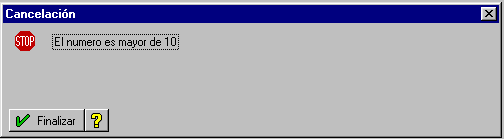 Cancelación
STOP
El numero es mayor de 10
Finalizar ?